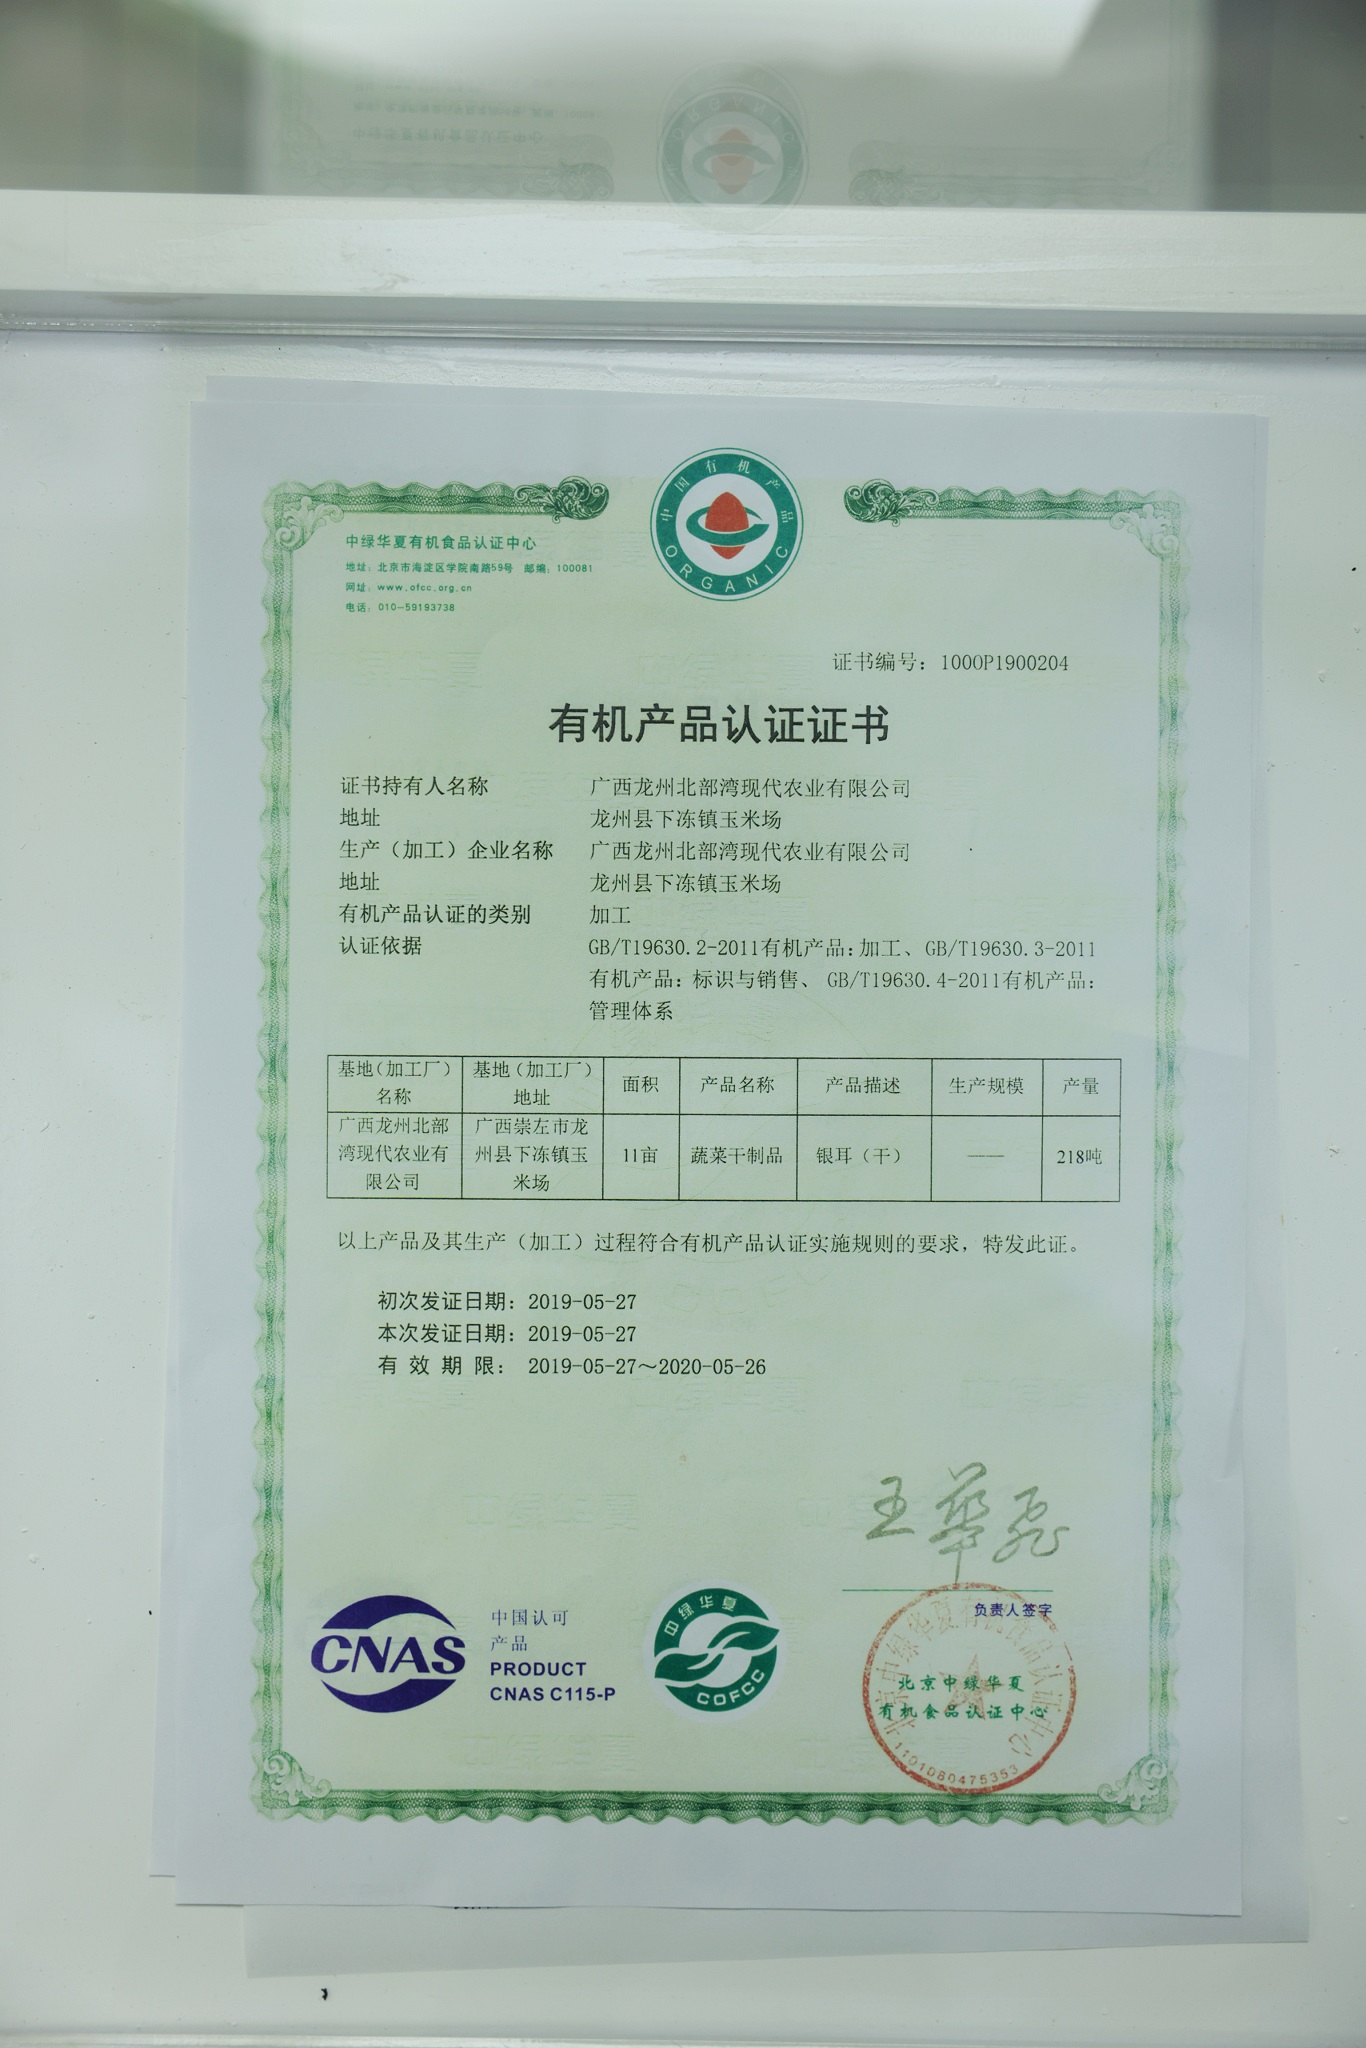 中国有机产品
ORGANIC
中绿华夏有机食品认证中心
地址：北京市海淀区学院南路59号 邮编：100081
网址：www.ofcc.org.cn
电话：010-59193738
证书编号：1000P1900204
有机产品认证证书
证书持有人名称 广西龙州北部湾现代农业有限公司
地址 龙州县下冻镇玉米场
生产（加工）企业名称 广西龙州北部湾现代农业有限公司
地址 龙州县下冻镇玉米场
有机产品认证的类别 加工
认证依据 GB/T19630.2-2011有机产品：加工、GB/T19630.3-2011
有机产品：标识与销售、GB/T19630.4-2011有机产品：
管理体系
基地（加工厂）名称 基地（加工厂）地址 面积 产品名称 产品描述 生产规模 产量
广西龙州北部湾现代农业有限公司 广西崇左市龙州县下冻镇玉米场 11亩 蔬菜干制品 银耳（干） —— 218吨
以上产品及其生产（加工）过程符合有机产品认证实施规则的要求，特发此证。
初次发证日期：2019-05-27
本次发证日期：2019-05-27
有效期限：2019-05-27～2020-05-26
王华飞
负责人签字
CNAS
中国认可
产品
PRODUCT
CNAS C115-P
中绿华夏
COFCC
北京中绿华夏有机食品认证中心
北京中绿华夏
有机食品认证中心
1101080475353